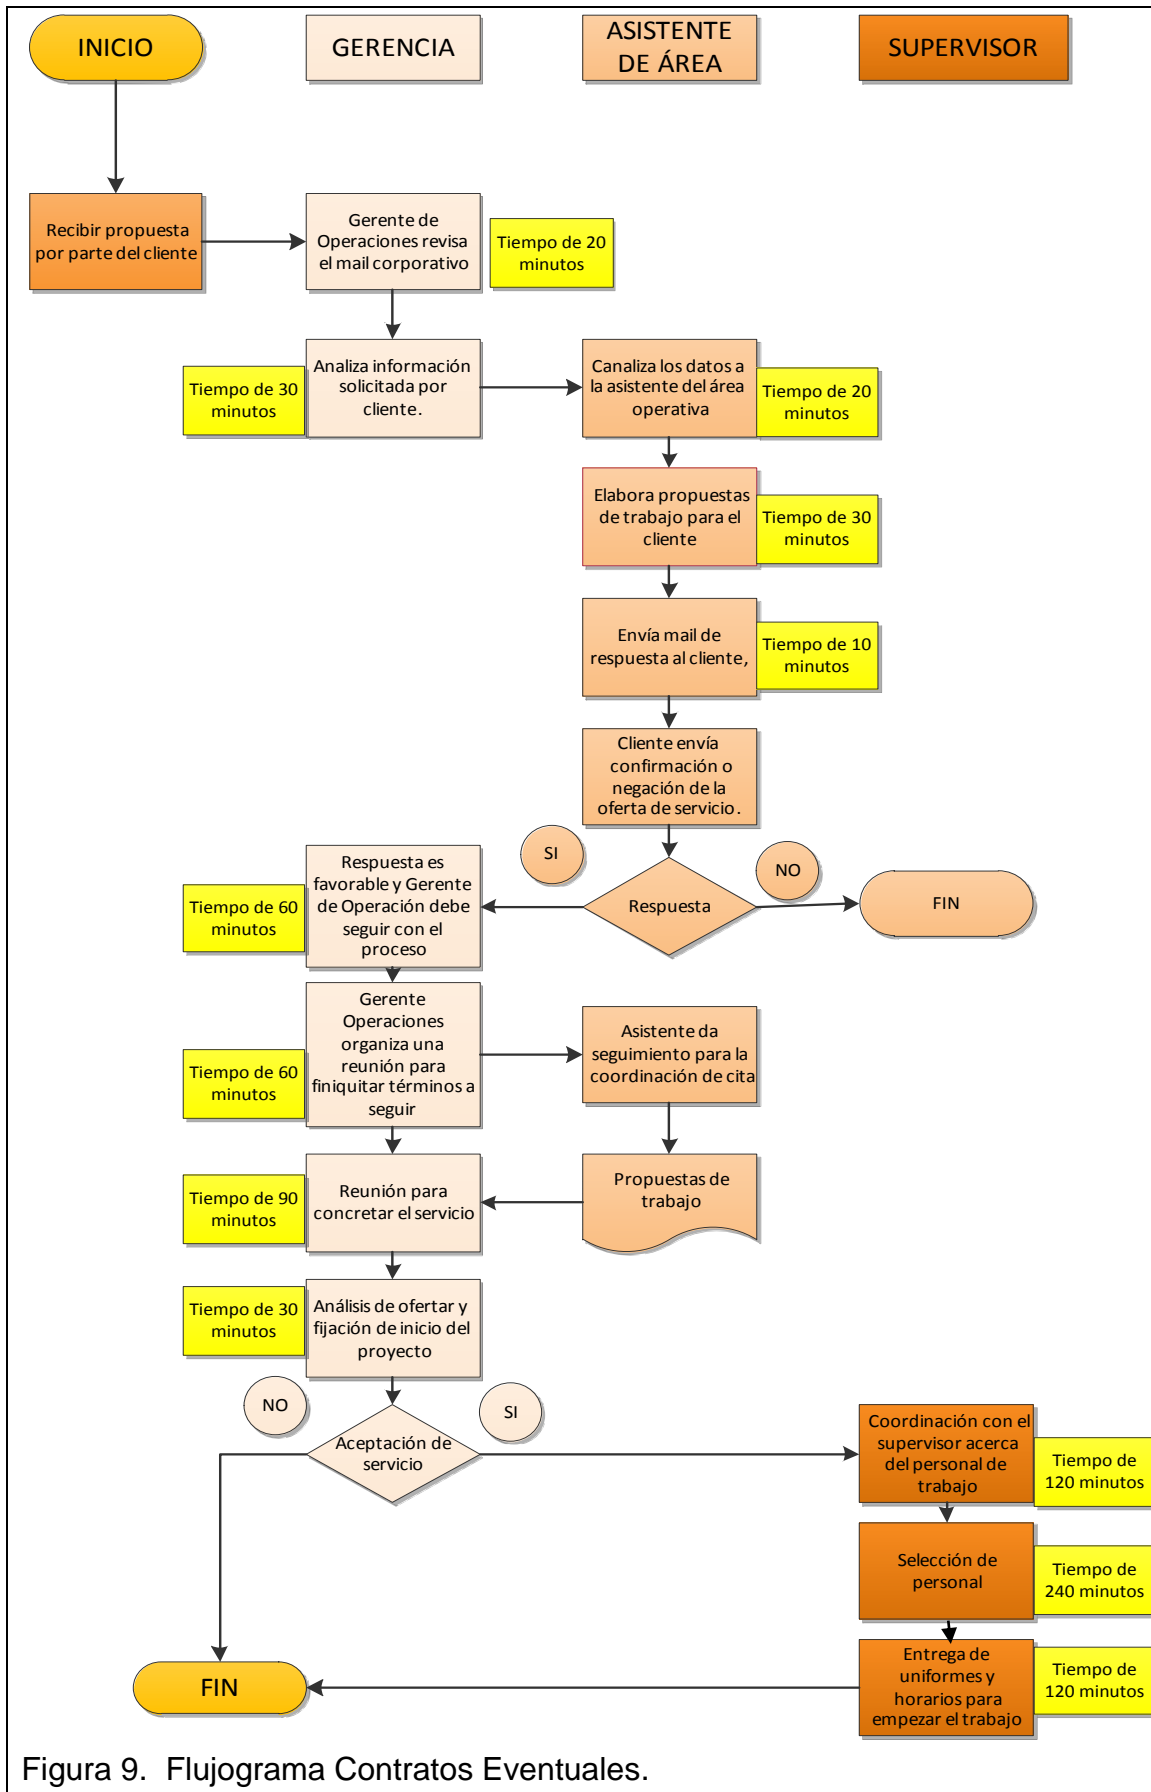 INICIO
GERENCIA
ASISTENTE
DE ÁREA
SUPERVISOR
Recibir propuesta
por parte del cliente
Gerente de
Operaciones revisa
el mail corporativo
Tiempo de 20
minutos
Tiempo de 30
minutos
Analiza información
solicitada por
cliente.
Canaliza los datos a
la asistente del área
operativa
Tiempo de 20
minutos
Elabora propuestas
de trabajo para el
cliente
Tiempo de 30
minutos
Envía mail de
respuesta al cliente,
Tiempo de 10
minutos
Cliente envía
confirmación o
negación de la
oferta de servicio.
SI
NO
Respuesta
FIN
Tiempo de 60
minutos
Respuesta es
favorable y Gerente
de Operación debe
seguir con el
proceso
Tiempo de 60
minutos
Gerente
Operaciones
organiza una
reunión para
finiquitar términos a
seguir
Asistente da
seguimiento para la
coordinación de cita
Tiempo de 90
minutos
Reunión para
concretar el servicio
Propuestas de
trabajo
Tiempo de 30
minutos
Análisis de ofertar y
fijación de inicio del
proyecto
NO
SI
Aceptación de
servicio
Coordinación con el
supervisor acerca
del personal de
trabajo
Tiempo de
120 minutos
Selección de
personal
Tiempo de
240 minutos
Entrega de
uniformes y
horarios para
empezar el trabajo
Tiempo de
120 minutos
FIN
Figura 9. Flujograma Contratos Eventuales.